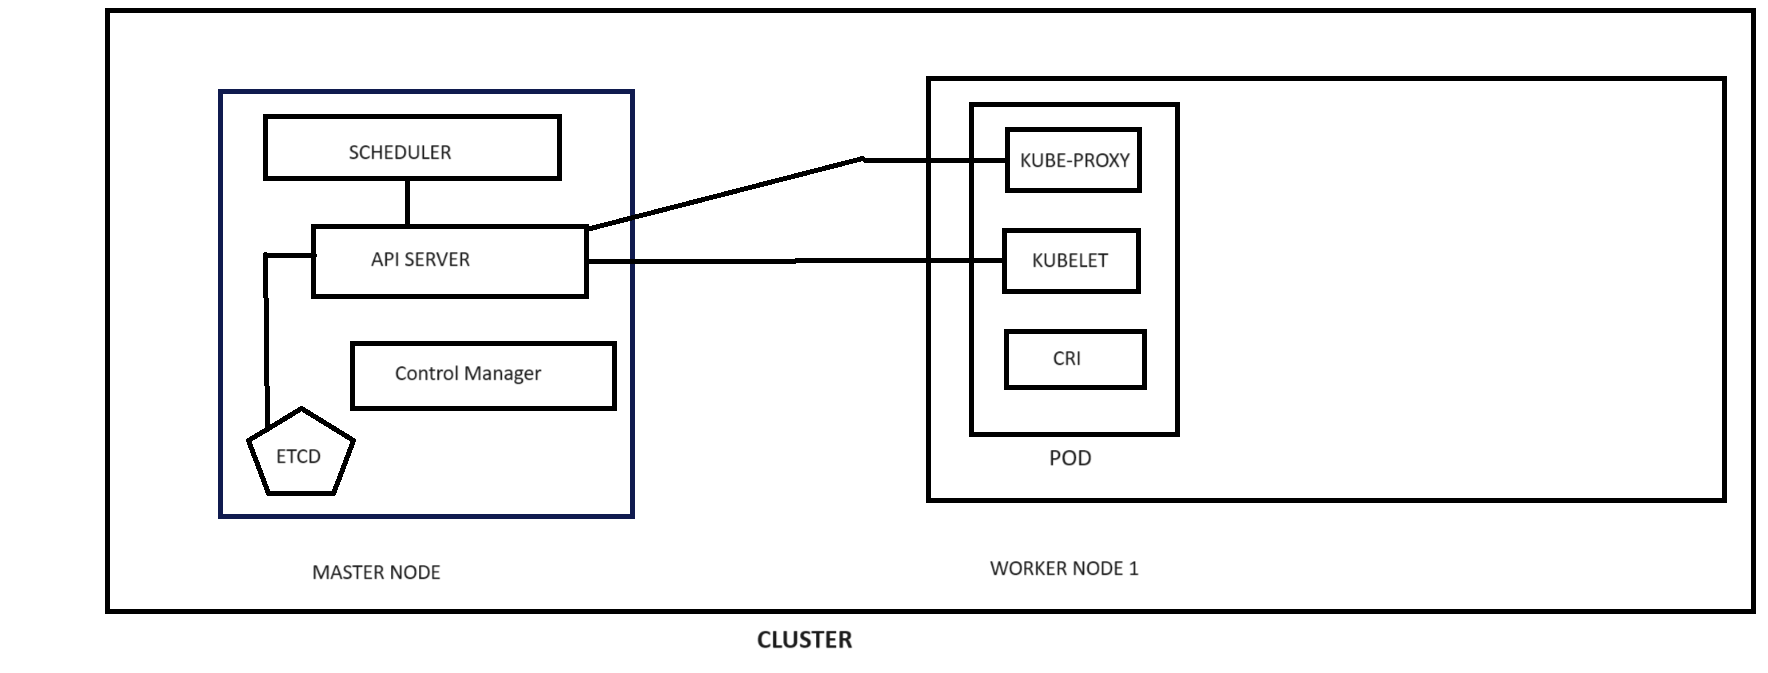 SCHEDULER
API SERVER
Control Manager
ETCD
MASTER NODE
KUBE-PROXY
KUBELET
CRI
POD
WORKER NODE 1
CLUSTER